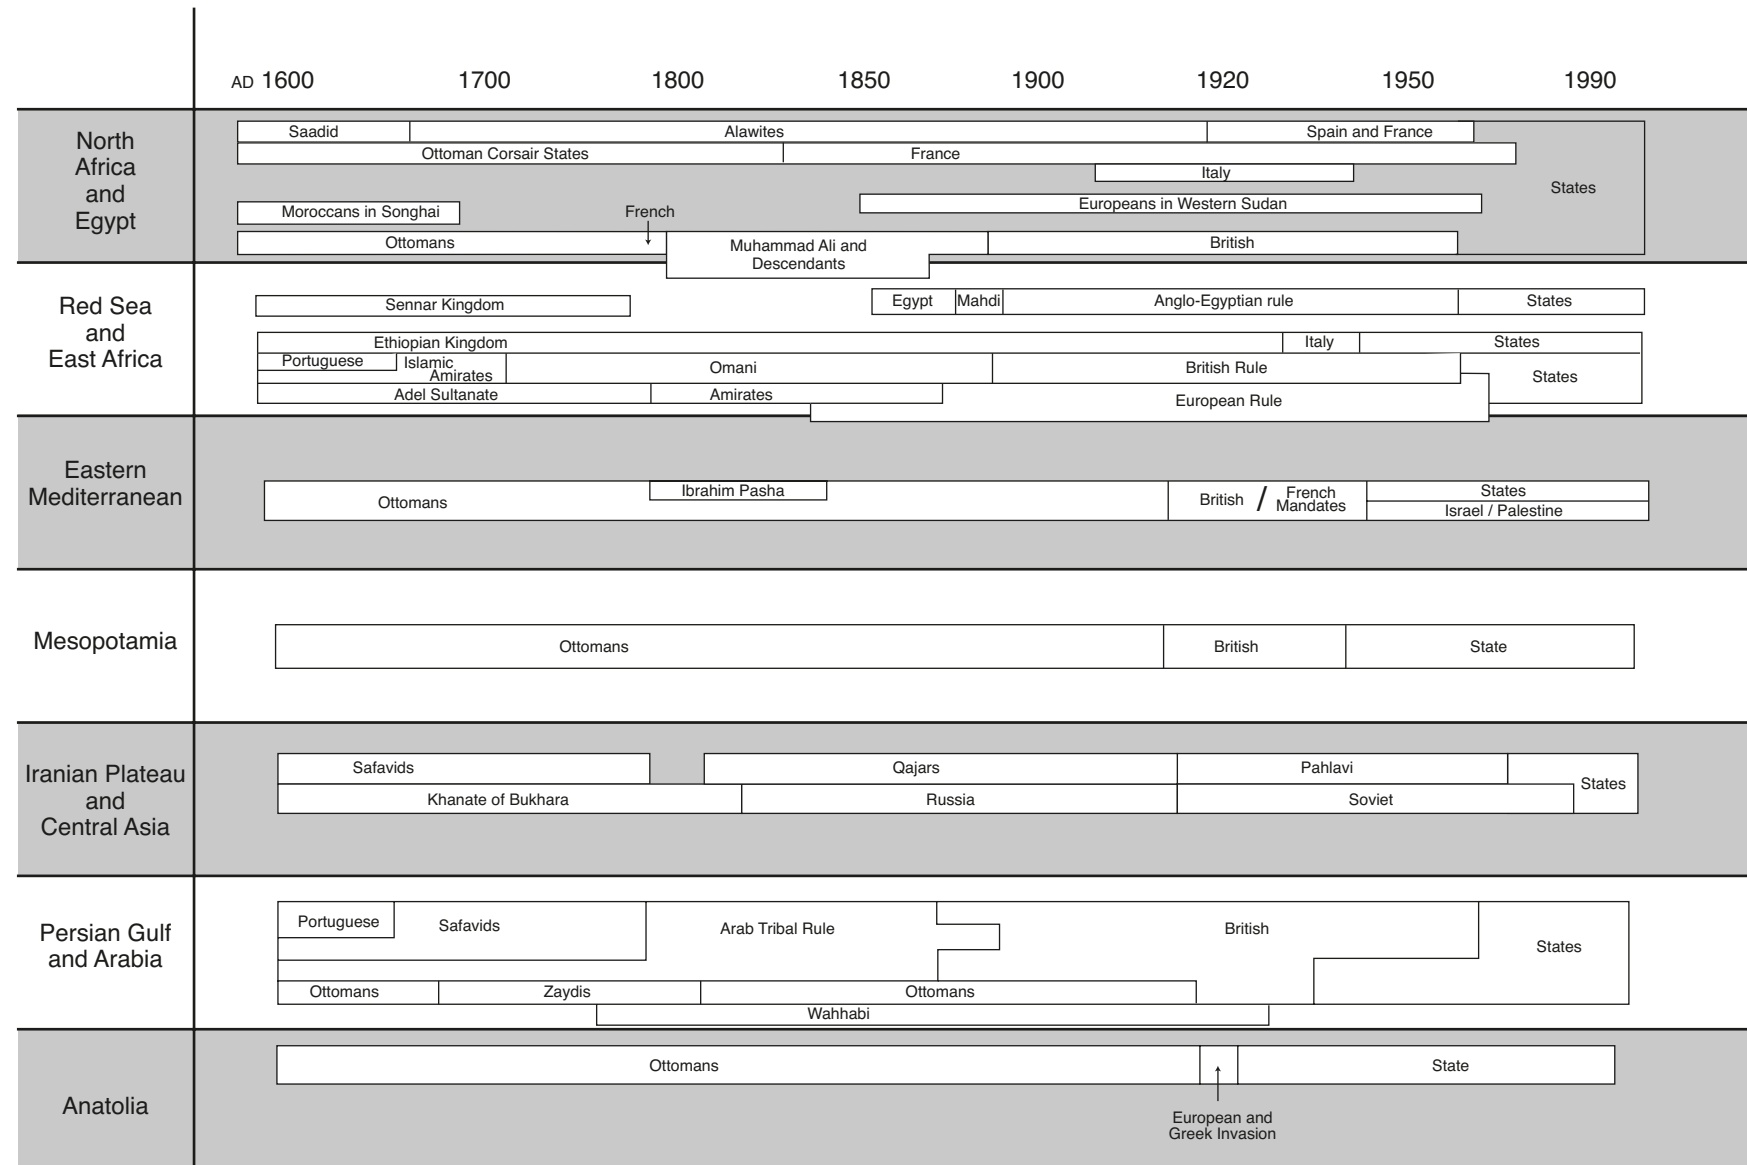 AD 1600 1700 1800 1850 1900 1920 1950 1990
North
Africa
and
Egypt
Saadid Alawites Spain and France
Ottoman Corsair States France
Italy
States
Europeans in Western Sudan
Moroccans in Songhai French
Ottomans Muhammad Ali and British
Descendants
Red Sea
and
East Africa
Sennar Kingdom Egypt Mahdi Anglo-Egyptian rule States
Ethiopian Kingdom Italy States
Portuguese Islamic
Amirates
Omani British Rule
States
Adel Sultanate Amirates European Rule
Eastern
Mediterranean
Ottomans Ibrahim Pasha British / French
Mandates
States
Israel / Palestine
Mesopotamia
Ottomans British State
Iranian Plateau
and
Central Asia
Safavids Qajars Pahlavi
States
Khanate of Bukhara Russia Soviet
Persian Gulf
and Arabia
Portuguese Safavids Arab Tribal Rule British
States
Ottomans Zaydis Ottomans
Wahhabi
Anatolia
Ottomans State
European and
Greek Invasion